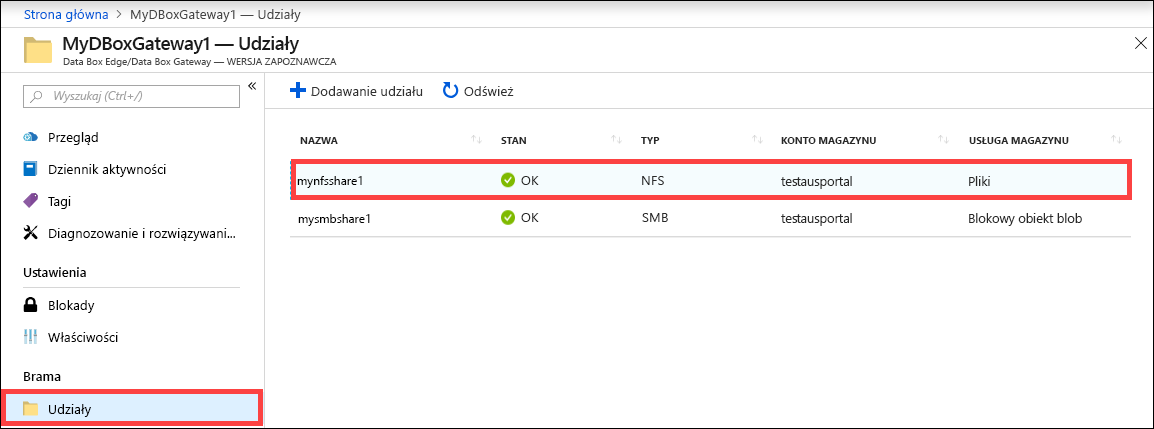 Strona główna > MyDBoxGateway1 — Udziały
MyDBoxGateway1 — Udziały
Data Box Edge/Data Box Gateway — WERSJA ZAPOZNAWCZA
Wyszukaj (Ctrl+/)
Przegląd
Dziennik aktywności
Tagi
Diagnozowanie i rozwiązywani...
Ustawienia
Blokady
Właściwości
Brama
Udziały
Dodawanie udziału Odśwież
NAZWA STAN TYP KONTO MAGAZYNU USŁUGA MAGAZYNU
mynfsshare1 OK NFS testausportal Pliki
mysmbshare1 OK SMB testausportal Blokowy obiekt blob